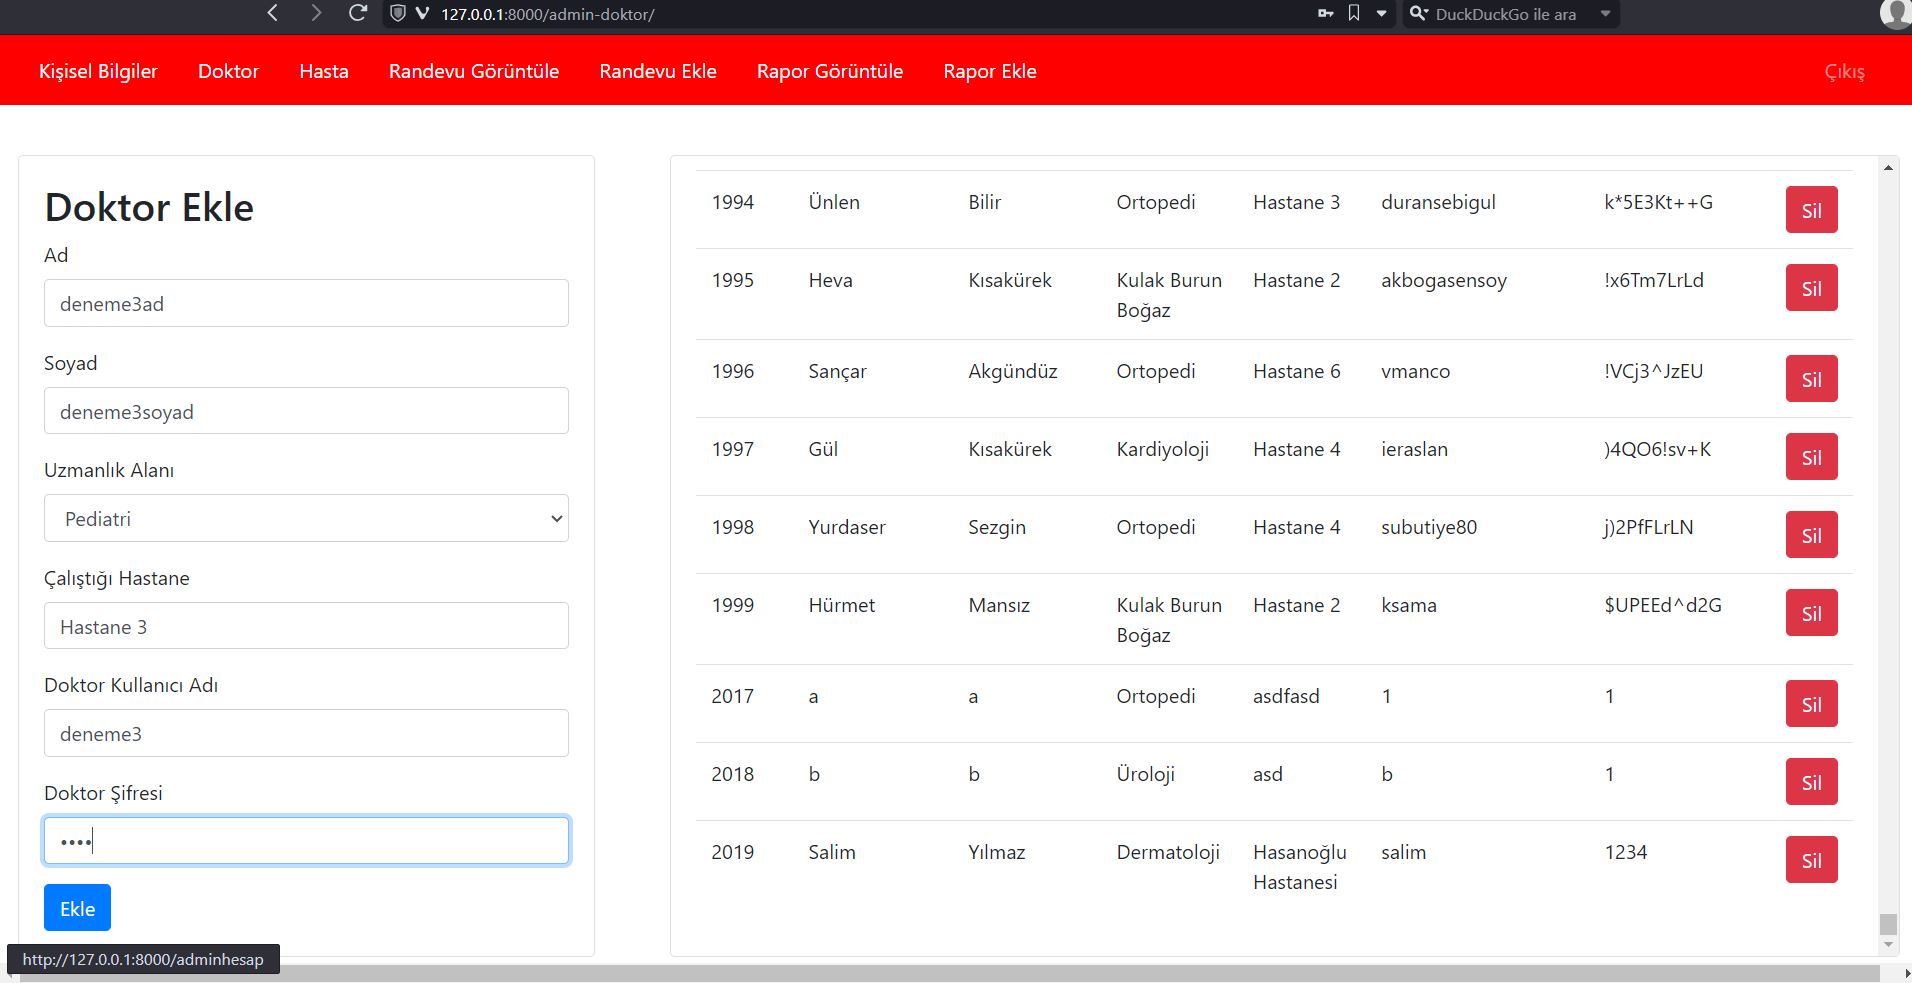 127.0.0.1:8000/admin-doktor/
DuckDuckGo ile ara
Kişisel Bilgiler
Doktor
Hasta
Randevu Görüntüle
Randevu Ekle
Rapor Görüntüle
Rapor Ekle
Çıkış
Doktor Ekle
Ad
deneme3ad
Soyad
deneme3soyad
Uzmanlık Alanı
Pediatri
Çalıştığı Hastane
Hastane 3
Doktor Kullanıcı Adı
deneme3
Doktor Şifresi
••••
Ekle
1994 Ünlen Bilir Ortopedi Hastane 3 duransebigul k*5E3Kt++G Sil
1995 Heva Kısakürek Kulak Burun Hastane 2 akbogasensoy !x6Tm7LrLd Sil
Boğaz
1996 Sançar Akgündüz Ortopedi Hastane 6 vmanco !VCj3^JzEU Sil
1997 Gül Kısakürek Kardiyoloji Hastane 4 ieraslan )4QO6!sv+K Sil
1998 Yurdaser Sezgin Ortopedi Hastane 4 subutiye80 j)2PfFLrLN Sil
1999 Hürmet Mansız Kulak Burun Hastane 2 ksama $UPEEd^d2G Sil
Boğaz
2017 a a Ortopedi asdfasd 1 1 Sil
2018 b b Üroloji asd b 1 Sil
2019 Salim Yılmaz Dermatoloji Hasanoğlu salim 1234 Sil
Hastanesi
http://127.0.0.1:8000/adminhesap